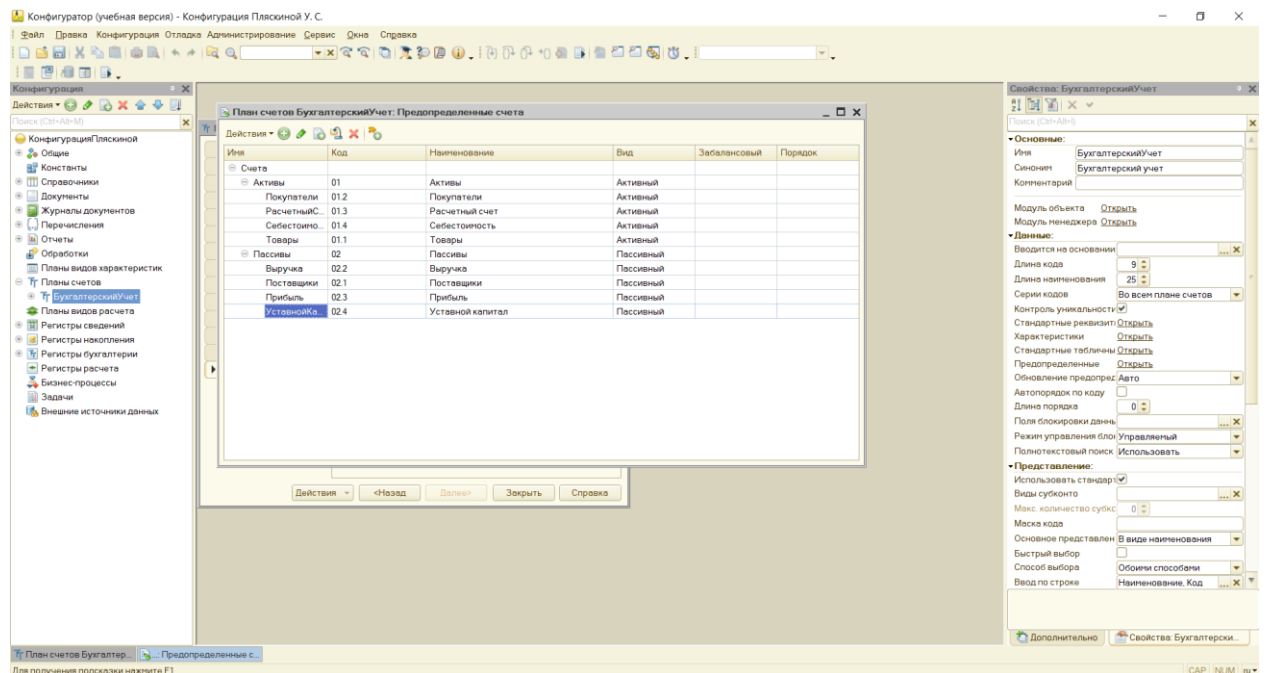 Конфигуратор (учебная версия) - Конфигурация Пляскиной У. С.
Файл Правка Конфигурация Отладка Администрирование Сервис Окна Справка
Конфигурация
Действия
Поиск (Ctrl+Alt+M)
КонфигурацияПляскиной
Общие
Константы
Справочники
Документы
Журналы документов
Перечисления
Отчеты
Обработки
Планы видов характеристик
Планы счетов
БухгалтерскийУчет
Планы видов расчета
Регистры сведений
Регистры накопления
Регистры бухгалтерии
Регистры расчета
Бизнес-процессы
Задачи
Внешние источники данных
План счетов БухгалтерскийУчет: Предопределенные счета
Действия
Имя Код Наименование Вид Забалансовый Порядок
Счета
Активы 01 Активы Активный
Покупатели 01.2 Покупатели Активный
РасчетныйС... 01.3 Расчетный счет Активный
Себестоимо... 01.4 Себестоимость Активный
Товары 01.1 Товары Активный
Пассивы 02 Пассивы Пассивный
Выручка 02.2 Выручка Пассивный
Поставщики 02.1 Поставщики Пассивный
Прибыль 02.3 Прибыль Пассивный
УставнойКа... 02.4 Уставной капитал Пассивный
Действия <Назад Далее> Закрыть Справка
Свойства: БухгалтерскийУчет
Поиск (Ctrl+Alt+I)
Основные:
Имя БухгалтерскийУчет
Синоним Бухгалтерский учет
Комментарий
Модуль объекта Открыть
Модуль менеджера Открыть
Данные:
Вводится на основании ...
Длина кода 9
Длина наименования 25
Серии кодов Во всем плане счетов
Контроль уникальности
Стандартные реквизит Открыть
Характеристики Открыть
Стандартные табличны Открыть
Предопределенные Открыть
Обновление предопред Авто
Автопорядок по коду
Длина порядка 0
Поля блокировки данн ...
Режим управления бло Управляемый
Полнотекстовый поиск Использовать
Представление:
Использовать стандарт
Виды субконто ...
Макс. количество субко 0
Маска кода
Основное представлен В виде наименования
Быстрый выбор
Способ выбора Обоими способами
Ввод по строке Наименование, Код ...
Дополнительно Свойства: Бухгалтерски...
План счетов Бухгалтер... ...: Предопределенные с...
Для получения подсказки нажмите F1
CAP NUM ru